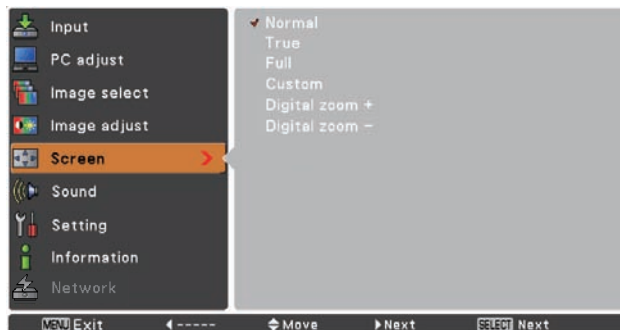 Input
PC adjust
Image select
Image adjust
Screen
Sound
Setting
Information
Network
Normal
True
Full
Custom
Digital zoom +
Digital zoom –
MENU Exit ◀ ----- ◆ Move ▶ Next SELECT Next